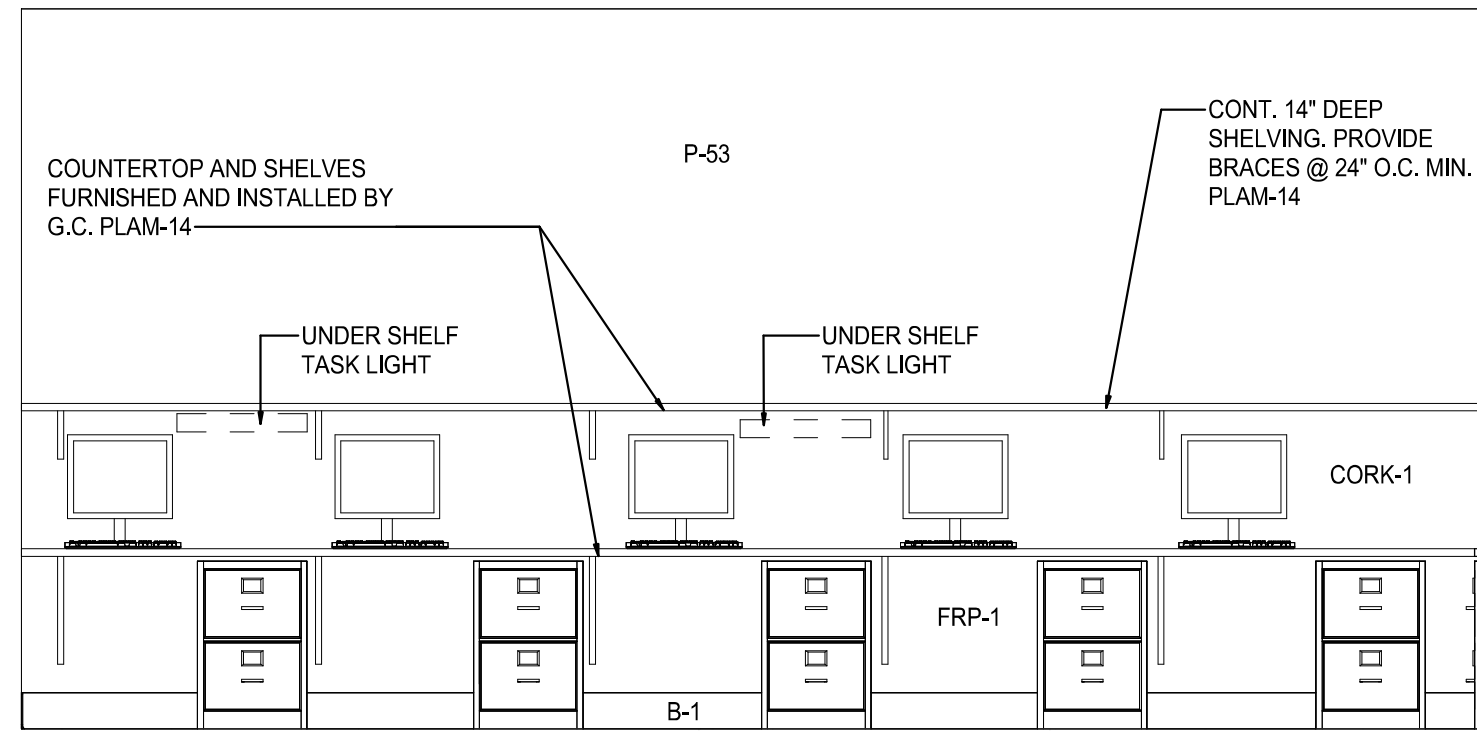 CONT. 14" DEEP
SHELVING. PROVIDE
BRACES @ 24" O.C. MIN.
PLAM-14
P-53
COUNTERTOP AND SHELVES
FURNISHED AND INSTALLED BY
G.C. PLAM-14
UNDER SHELF
TASK LIGHT
UNDER SHELF
TASK LIGHT
CORK-1
FRP-1
B-1